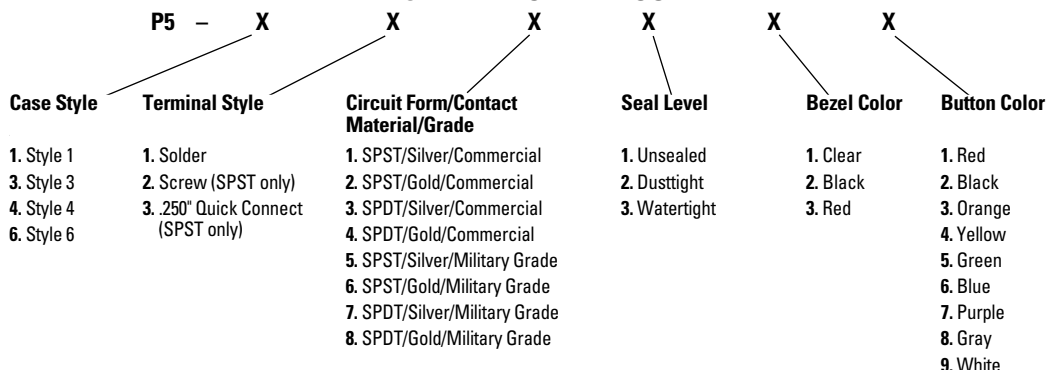 P5 – X X X X X X
Case Style
1. Style 1
3. Style 3
4. Style 4
6. Style 6
Terminal Style
1. Solder
2. Screw (SPST only)
3. .250" Quick Connect
(SPST only)
Circuit Form/Contact
Material/Grade
1. SPST/Silver/Commercial
2. SPST/Gold/Commercial
3. SPDT/Silver/Commercial
4. SPDT/Gold/Commercial
5. SPST/Silver/Military Grade
6. SPST/Gold/Military Grade
7. SPDT/Silver/Military Grade
8. SPDT/Gold/Military Grade
Seal Level
1. Unsealed
2. Dusttight
3. Watertight
Bezel Color
1. Clear
2. Black
3. Red
Button Color
1. Red
2. Black
3. Orange
4. Yellow
5. Green
6. Blue
7. Purple
8. Gray
9. White